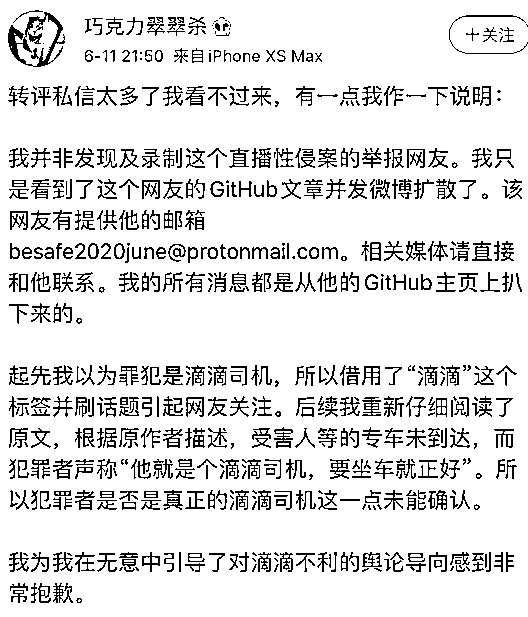 巧克力翠翠杀
6-11 21:50 来自iPhone XS Max
+关注
转评私信太多了我看不过来，有一点我作一下说明：
我并非发现及录制这个直播性侵案的举报网友。我只
是看到了这个网友的GitHub文章并发微博扩散了。该
网友有提供他的邮箱
besafe2020june@protonmail.com。相关媒体请直接
和他联系。我的所有消息都是从他的GitHub主页上扒
下来的。
起先我以为罪犯是滴滴司机，所以借用了“滴滴”这个
标签并刷话题引起网友关注。后续我重新仔细阅读了
原文，根据原作者描述，受害人等的专车未到达，而
犯罪者声称“他就是个滴滴司机，要坐车就正好”。所
以犯罪者是否是真正的滴滴司机这一点未能确认。
我为我在无意中引导了对滴滴不利的舆论导向感到非
常抱歉。